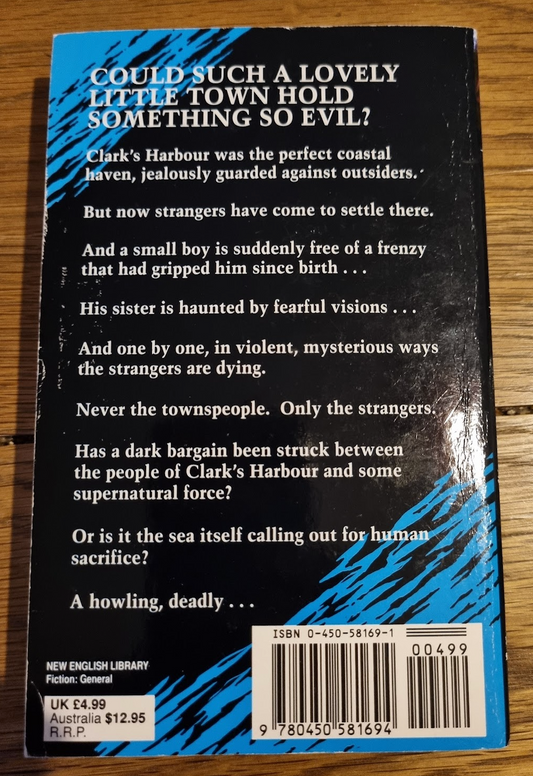 COULD SUCH A LOVELY
LITTLE TOWN HOLD
SOMETHING SO EVIL?
Clark's Harbour was the perfect coastal
haven, jealously guarded against outsiders.
But now strangers have come to settle there.
And a small boy is suddenly free of a frenzy
that had gripped him since birth . . .
His sister is haunted by fearful visions . . .
And one by one, in violent, mysterious ways
the strangers are dying.
Never the townspeople. Only the strangers.
Has a dark bargain been struck between
the people of Clark's Harbour and some
supernatural force?
Or is it the sea itself calling out for human
sacrifice?
A howling, deadly . . .
ISBN 0-450-58169-1
00499
9 780450 581694
NEW ENGLISH LIBRARY
Fiction: General
UK £4.99
Australia $12.95
R.R.P.